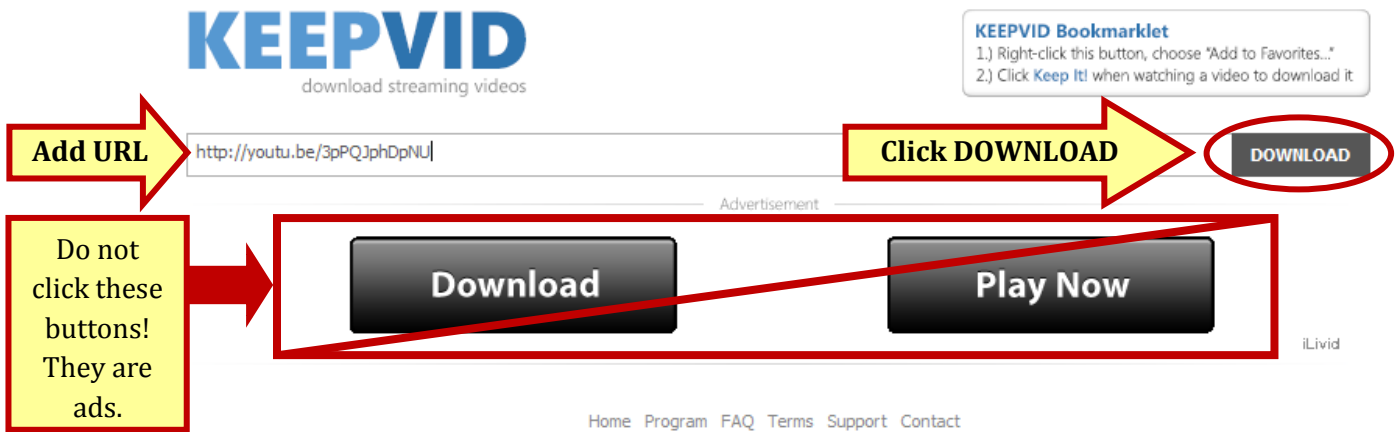 KEEPVID
download streaming videos
KEEPVID Bookmarklet
1.) Right-click this button, choose "Add to Favorites..."
2.) Click Keep It! when watching a video to download it
Add URL
http://youtu.be/3pPQJphDpNU
Click DOWNLOAD
DOWNLOAD
Advertisement
Do not
click these
buttons!
They are
ads.
Download
Play Now
iLivid
Home Program FAQ Terms Support Contact